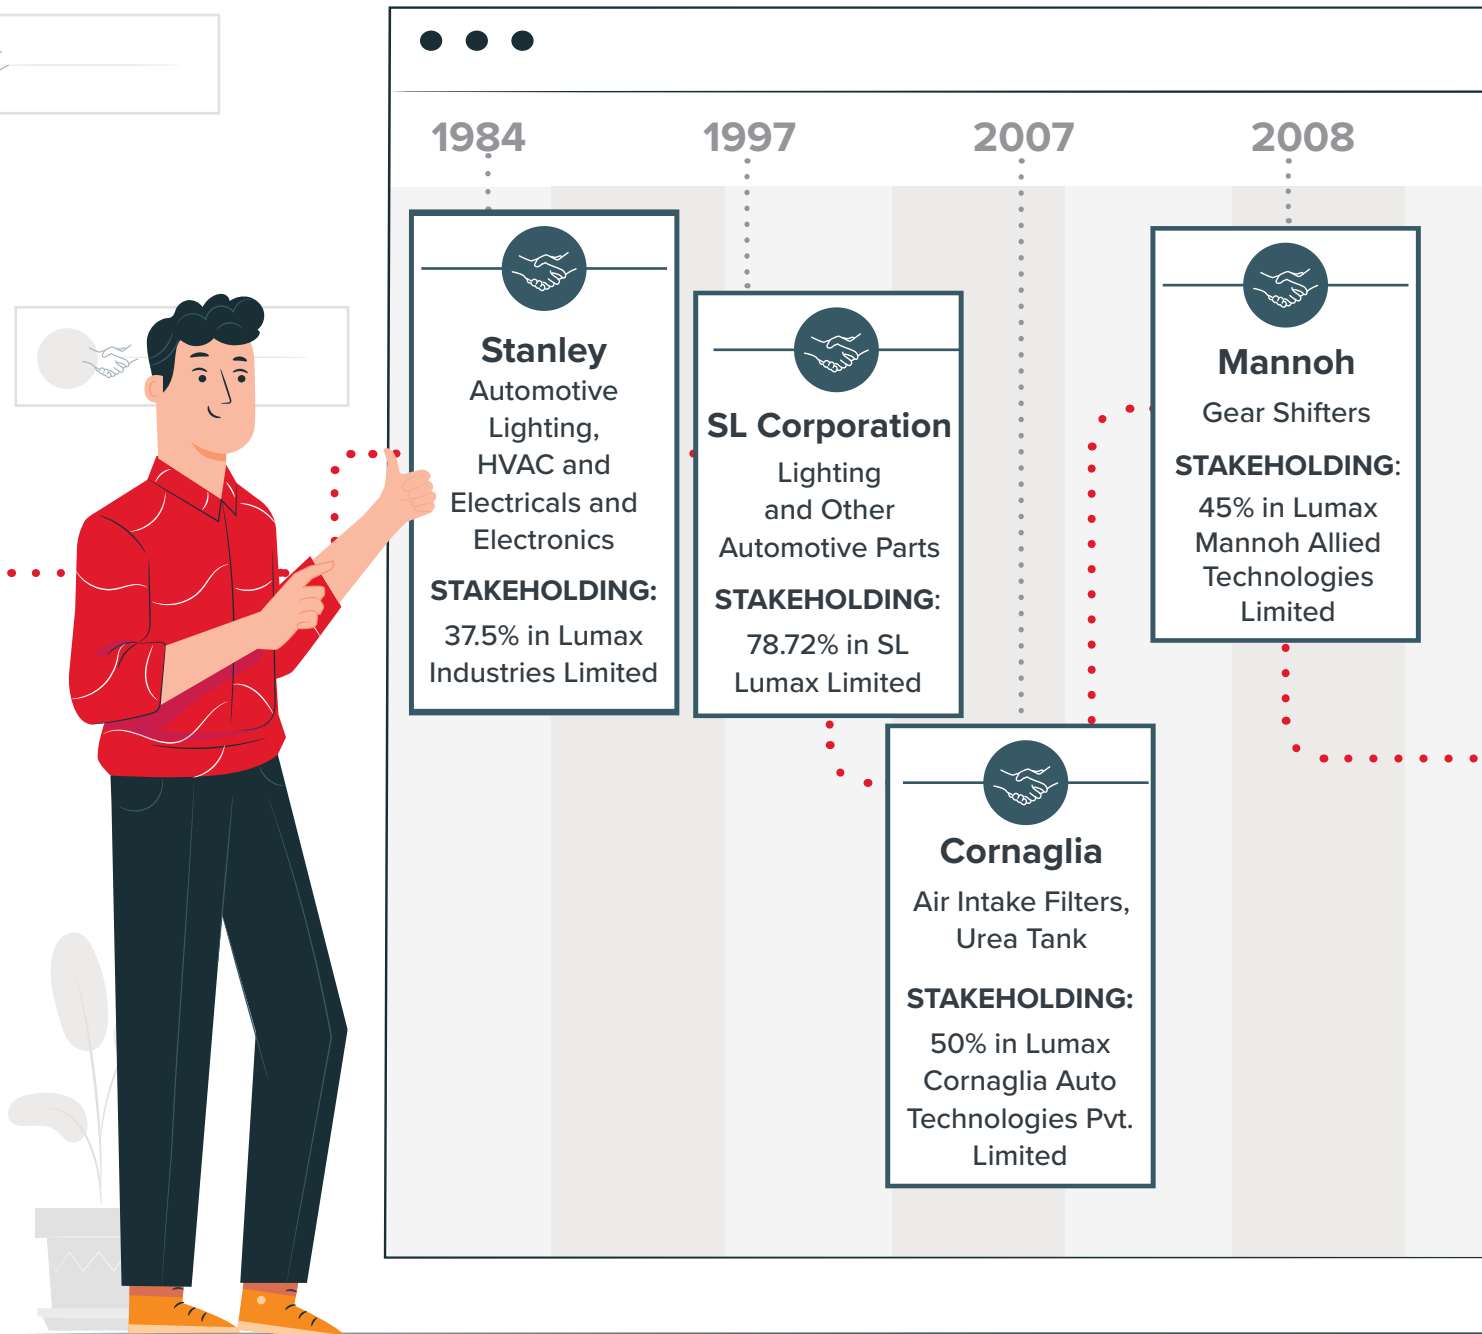 1984
1997
2007
2008
Stanley
Automotive
Lighting,
HVAC and
Electricals and
Electronics
STAKEHOLDING:
37.5% in Lumax
Industries Limited
SL Corporation
Lighting
and Other
Automotive Parts
STAKEHOLDING:
78.72% in SL
Lumax Limited
Cornaglia
Air Intake Filters,
Urea Tank
STAKEHOLDING:
50% in Lumax
Cornaglia Auto
Technologies Pvt.
Limited
Mannoh
Gear Shifters
STAKEHOLDING:
45% in Lumax
Mannoh Allied
Technologies
Limited